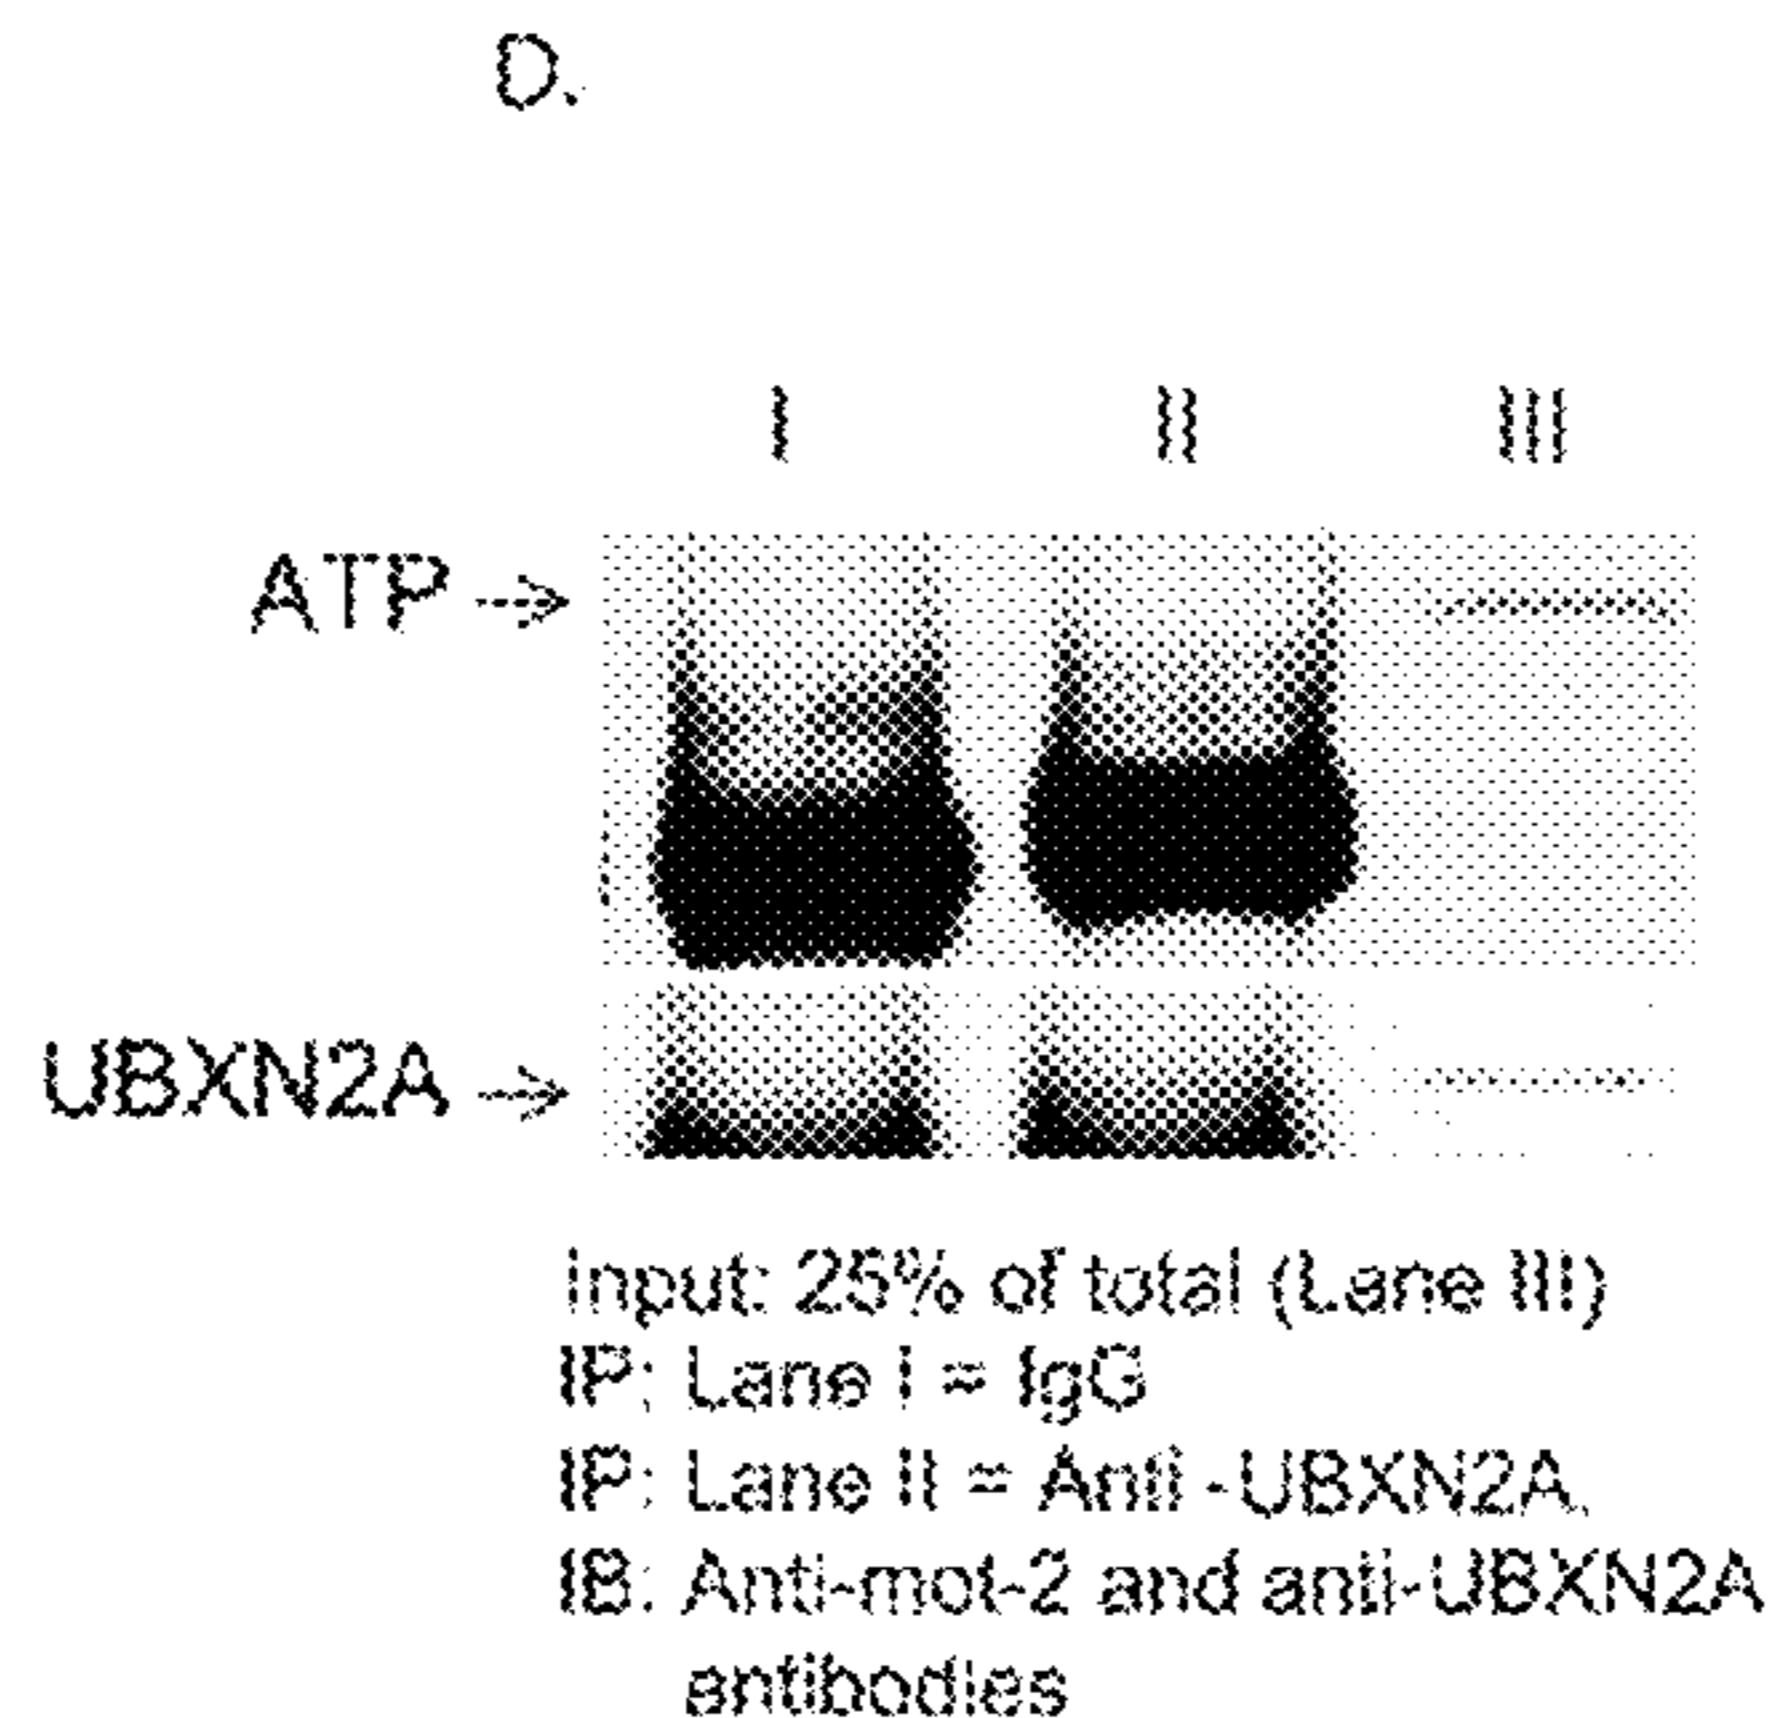 D.
I II III
ATP
UBXN2A
Input: 25% of total (Lane III)
IP: Lane I = IgG
IP: Lane II = Anti-UBXN2A.
IB: Anti-mot-2 and anti-UBXN2A
antibodies